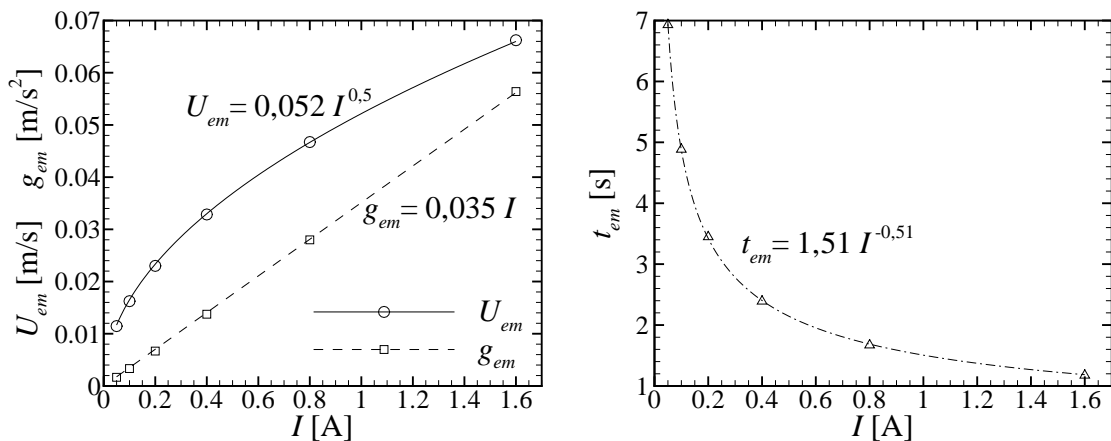 0.07
0.06
0.05
0.04
0.03
0.02
0.01
0
U_em [m/s]   g_em [m/s²]
U_em = 0,052 I^0,5
g_em = 0,035 I
U_em
g_em
0 0.2 0.4 0.6 0.8 1 1.2 1.4 1.6
I [A]
7
6
5
4
3
2
1
t_em [s]
t_em = 1,51 I^-0,51
0 0.2 0.4 0.6 0.8 1 1.2 1.4 1.6
I [A]